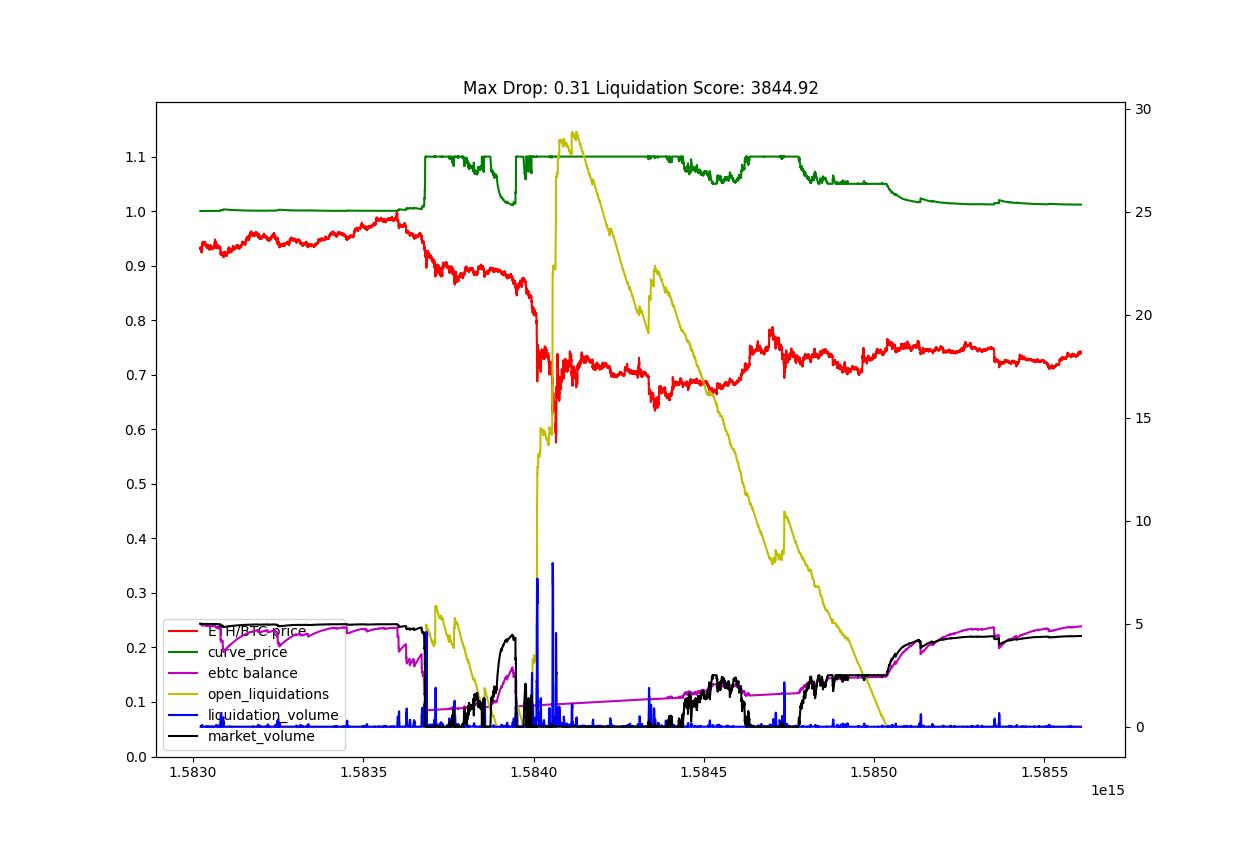 Max Drop: 0.31 Liquidation Score: 3844.92
1.1
1.0
0.9
0.8
0.7
0.6
0.5
0.4
0.3
0.2
0.1
0.0
30
25
20
15
10
5
0
ETH/BTC price
curve_price
ebtc balance
open_liquidations
liquidation_volume
market_volume
1.5830 1.5835 1.5840 1.5845 1.5850 1.5855
1e15